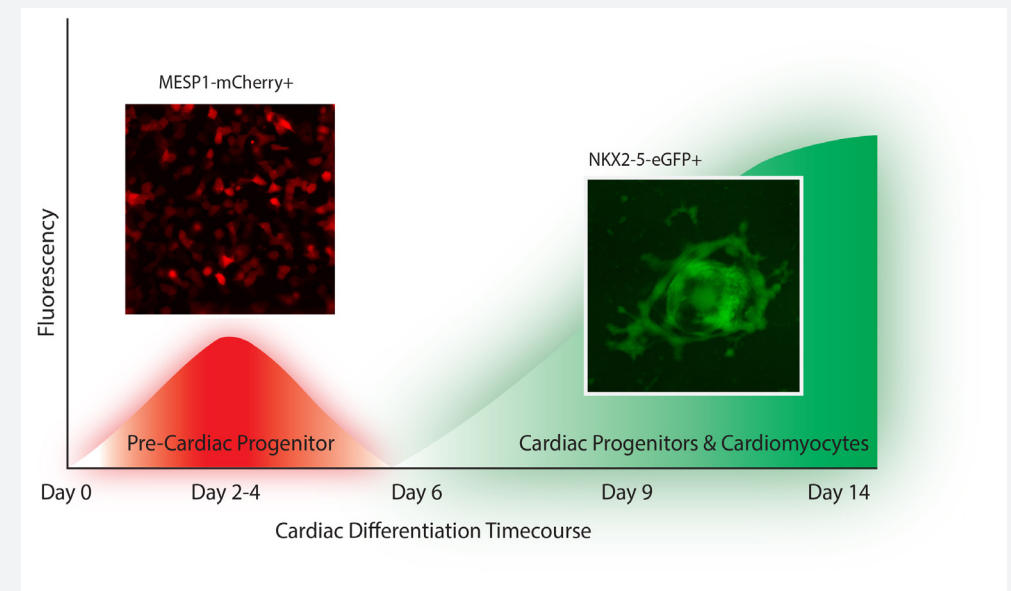 MESP1-mCherry+
NKX2-5-eGFP+
Fluorescency
Pre-Cardiac Progenitor
Cardiac Progenitors & Cardiomyocytes
Day 0
Day 2-4
Day 6
Day 9
Day 14
Cardiac Differentiation Timecourse